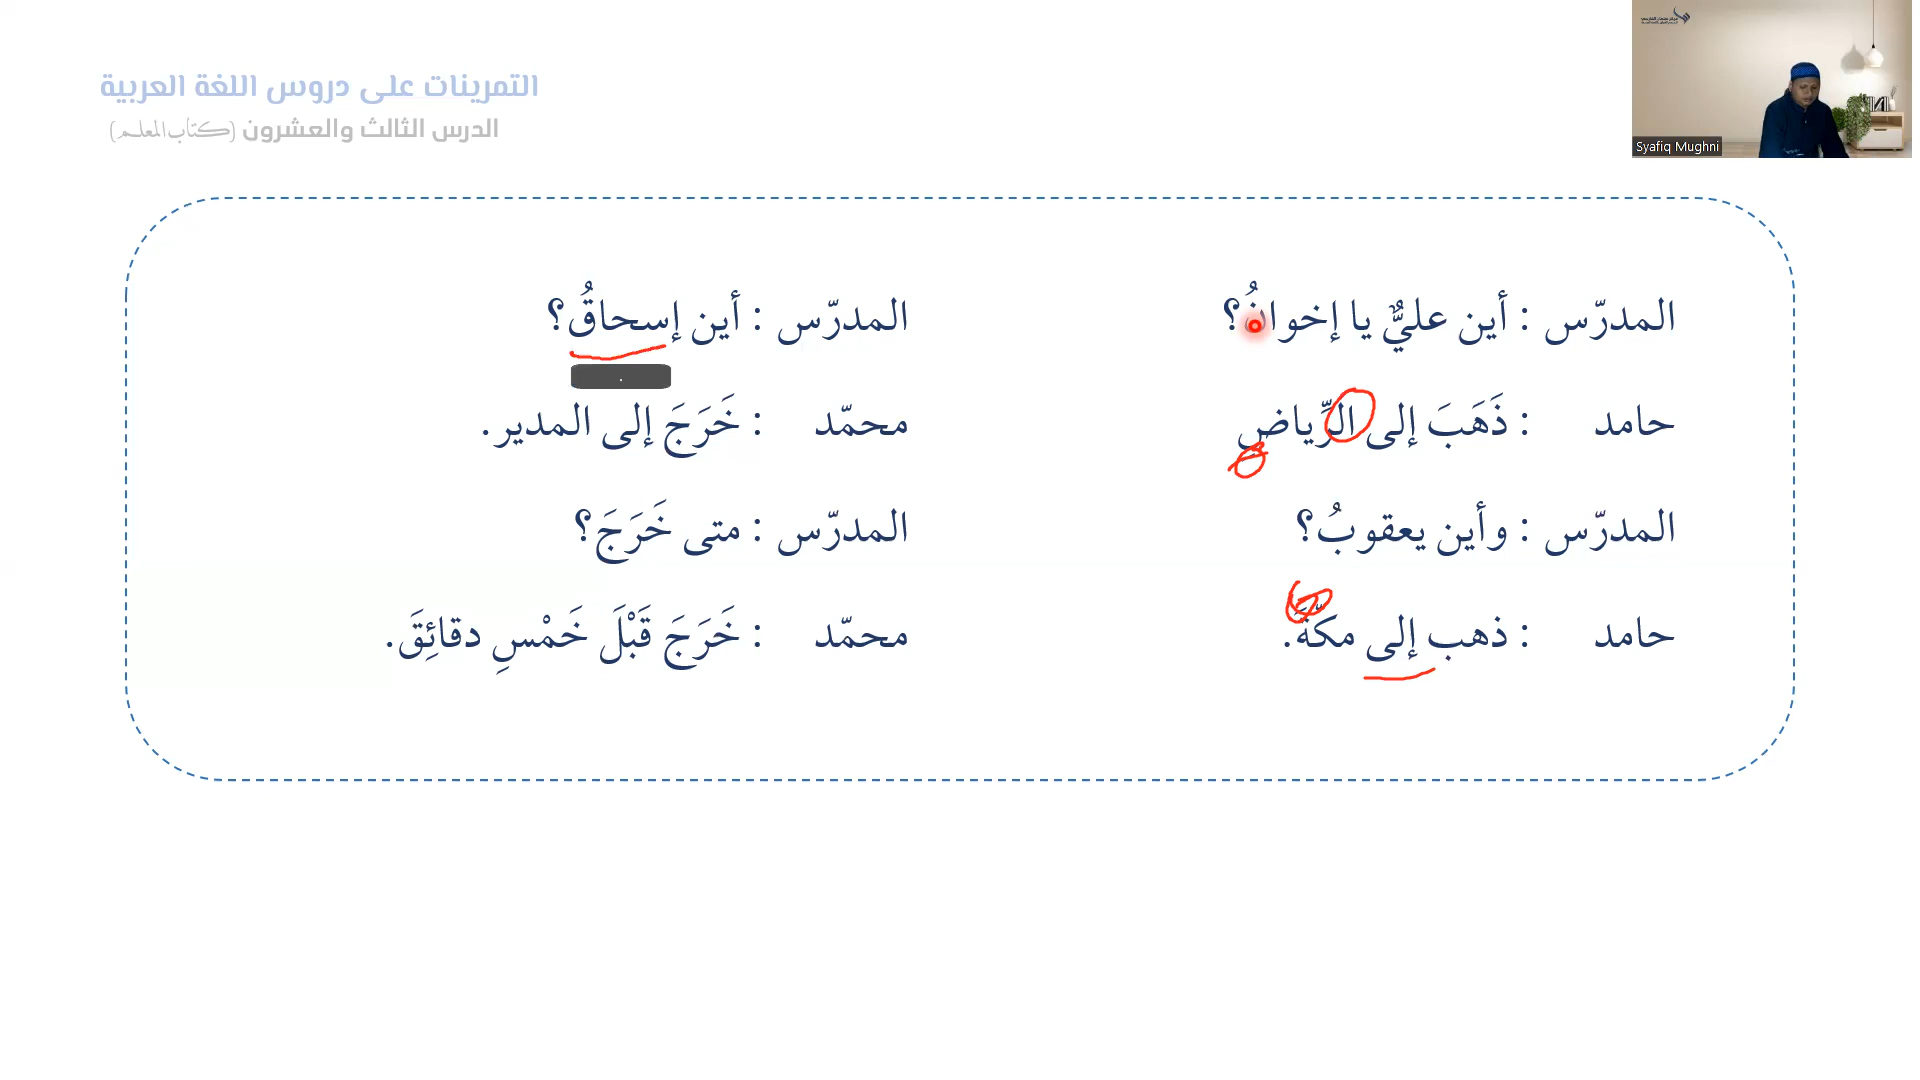 التمرينات على دروس اللغة العربية
الدرس الثالث والعشرون (كتاب المعلم)
Syafiq Mughni
المدرّس : أين عليٌّ يا إخوانُ؟
حامد : ذَهَبَ إلى الرِّياضِ
المدرّس : وأين يعقوبُ؟
حامد : ذهب إلى مكّةَ.
المدرّس : أين إسحاقُ؟
محمّد : خَرَجَ إلى المدير.
المدرّس : متى خَرَجَ؟
محمّد : خَرَجَ قَبْلَ خَمْسِ دقائِقَ.